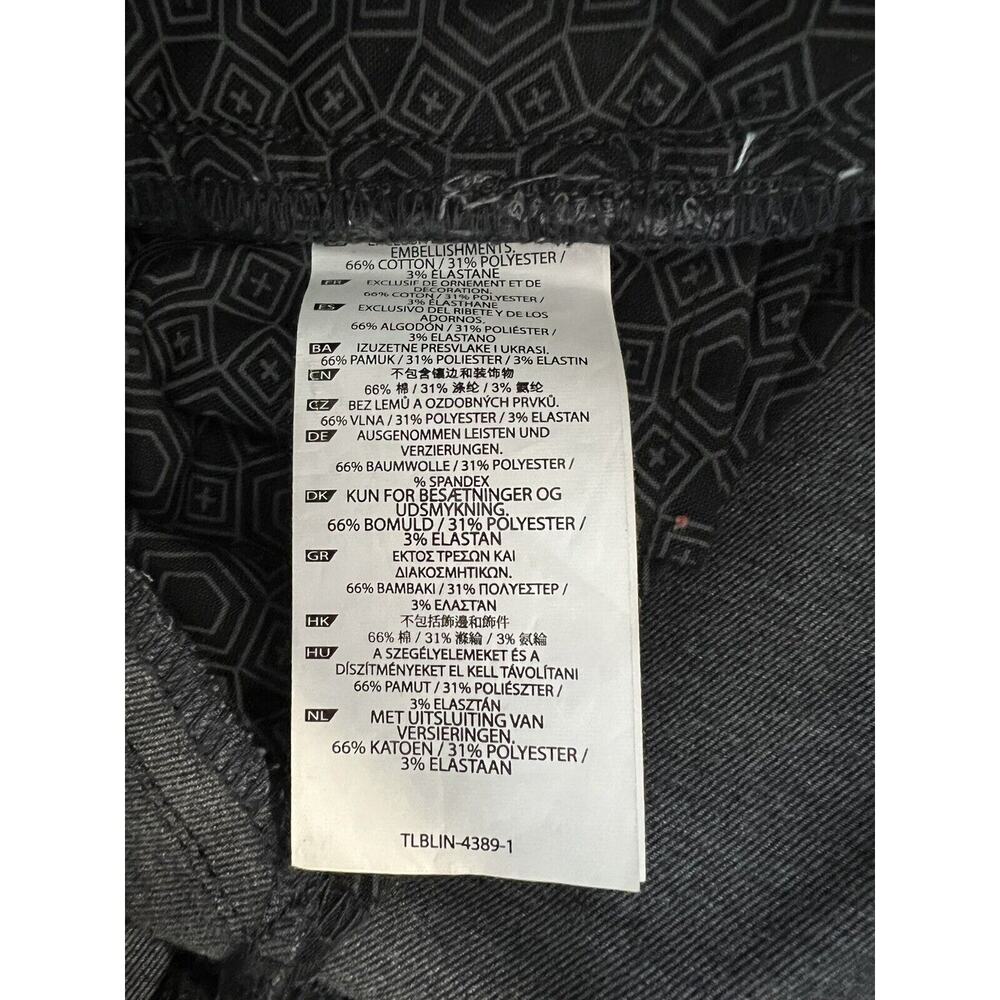 EMBELLISHMENTS.
66% COTTON / 31% POLYESTER /
3% ELASTANE
FR EXCLUSIF DE ORNEMENT ET DE
DECORATION.
66% COTON / 31% POLYESTER /
3% ÉLASTHANE
ES EXCLUSIVO DEL RIBETE Y DE LOS
ADORNOS.
66% ALGODÓN / 31% POLIÉSTER /
3% ELASTANO
BA IZUZETNE PRESVLAKE I UKRASI.
66% PAMUK / 31% POLIESTER / 3% ELASTIN
CN 不包含镶边和装饰物
66% 棉 / 31% 涤纶 / 3% 氨纶
CZ BEZ LEMŮ A OZDOBNÝCH PRVKŮ.
66% VLNA / 31% POLYESTER / 3% ELASTAN
DE AUSGENOMMEN LEISTEN UND
VERZIERUNGEN.
66% BAUMWOLLE / 31% POLYESTER /
% SPANDEX
DK KUN FOR BESÆTNINGER OG
UDSMYKNING.
66% BOMULD / 31% POLYESTER /
3% ELASTAN
GR ΕΚΤΟΣ ΤΡΕΣΩΝ ΚΑΙ
ΔΙΑΚΟΣΜΗΤΙΚΩΝ.
66% ΒΑΜΒΑΚΙ / 31% ΠΟΛΥΕΣΤΕΡ /
3% ΕΛΑΣΤΑΝ
HK 不包括飾邊和飾件
66% 棉 / 31% 滌綸 / 3% 氨綸
HU A SZEGÉLYELEMEKET ÉS A
DÍSZÍTMÉNYEKET EL KELL TÁVOLÍTANI
66% PAMUT / 31% POLIÉSZTER /
3% ELASZTÁN
NL MET UITSLUITING VAN
VERSIERINGEN.
66% KATOEN / 31% POLYESTER /
3% ELASTAAN
TLBLIN-4389-1